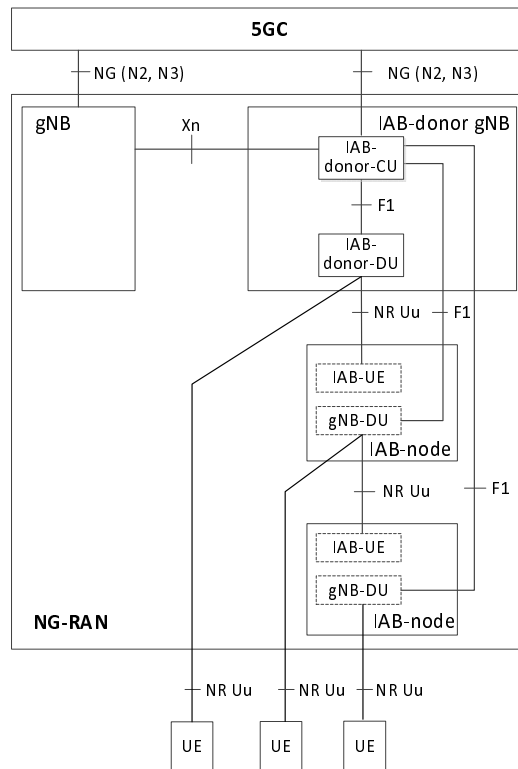 5GC
NG (N2, N3)
NG (N2, N3)
gNB
Xn
IAB-donor gNB
IAB-
donor-CU
F1
IAB-
donor-DU
NR Uu
F1
IAB-UE
gNB-DU
IAB-node
NR Uu
F1
IAB-UE
gNB-DU
IAB-node
NG-RAN
NR Uu
NR Uu
NR Uu
UE
UE
UE